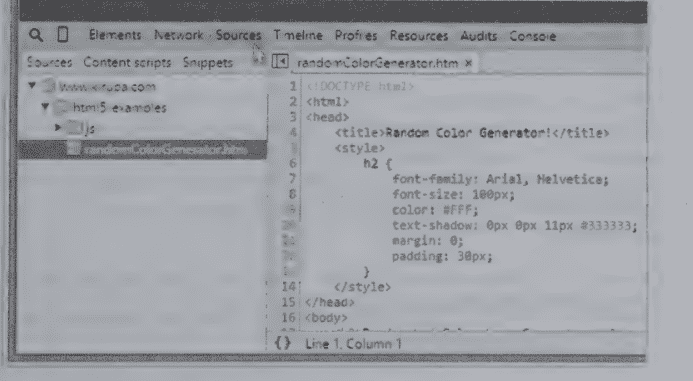 Elements Network Sources Timeline Profiles Resources Audits Console
Sources Content scripts Snippets
www.kirupa.com
html5-examples
js
randomColorGenerator.htm
randomColorGenerator.htm ×
1 <!DOCTYPE html>
2 <html>
3 <head>
4 <title>Random Color Generator!</title>
5 <style>
6 h2 {
7 font-family: Arial, Helvetica;
8 font-size: 100px;
9 color: #FFF;
text-shadow: 0px 0px 11px #333333;
margin: 0;
padding: 30px;
}
14 </style>
15 </head>
16 <body>
{} Line 1, Column 1